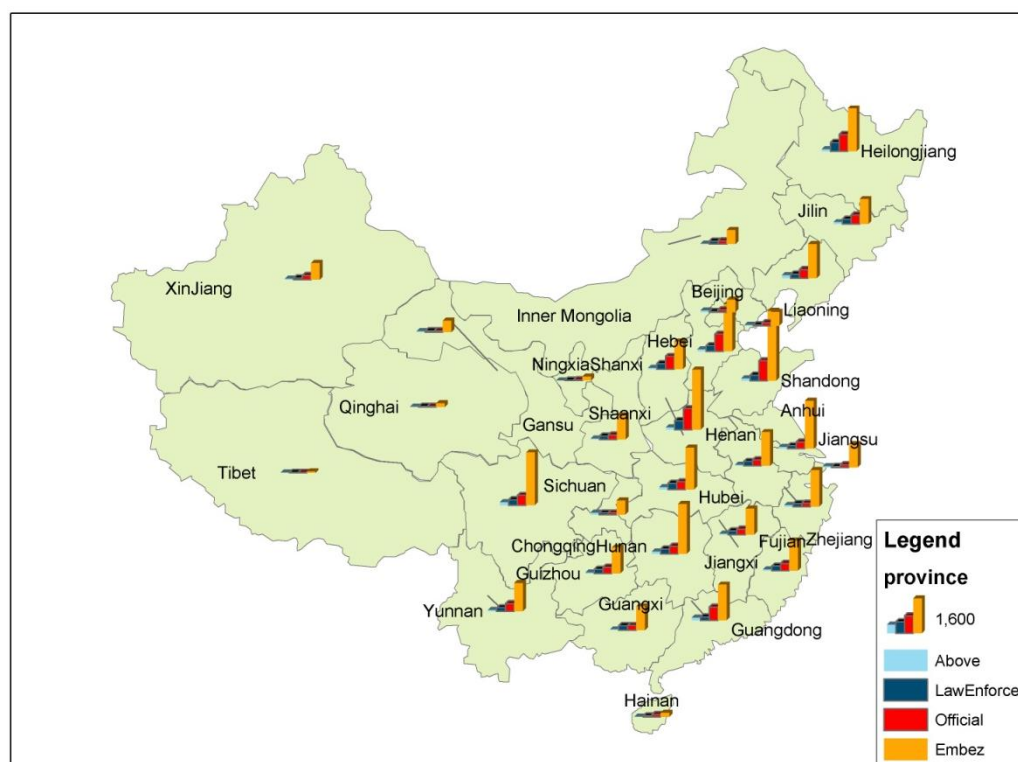 Heilongjiang
Jilin
XinJiang
Beijing
Liaoning
Inner Mongolia
Hebei
NingxiaShanxi
Shandong
Qinghai
Shaanxi
Anhui
Gansu
Henan
Jiangsu
Tibet
Sichuan
Hubei
ChongqingHunan
FujianZhejiang
Jiangxi
Guizhou
Yunnan
Guangxi
Guangdong
Hainan
Legend
province
1,600
Above
LawEnforce
Official
Embez